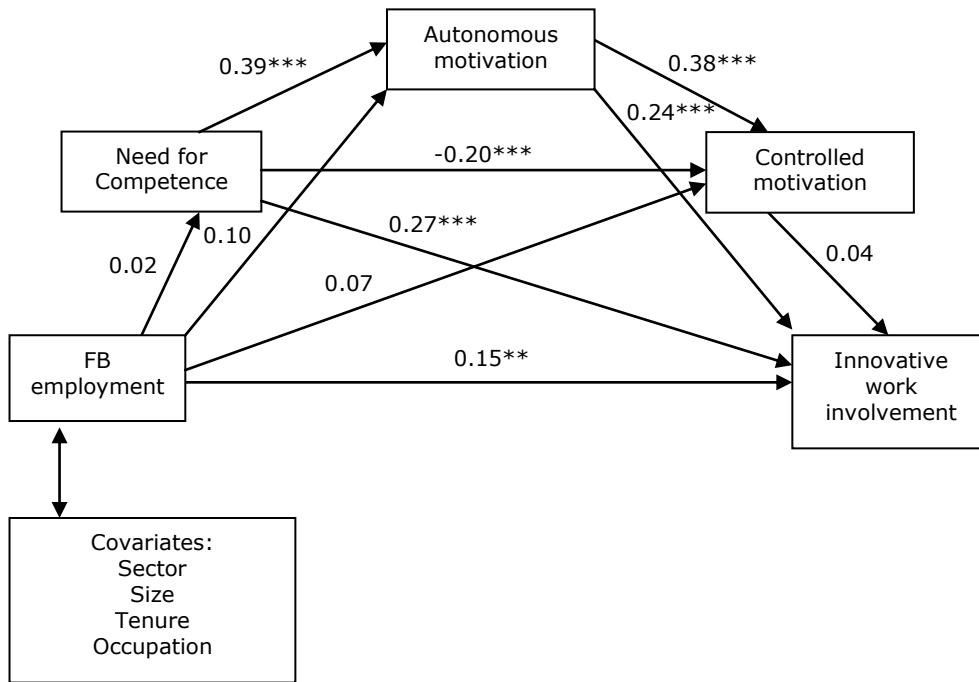 Autonomous
motivation
0.39***
0.38***
0.24***
Need for
Competence
-0.20***
Controlled
motivation
0.10
0.27***
0.02
0.07
0.04
FB
employment
0.15**
Innovative
work
involvement
Covariates:
Sector
Size
Tenure
Occupation